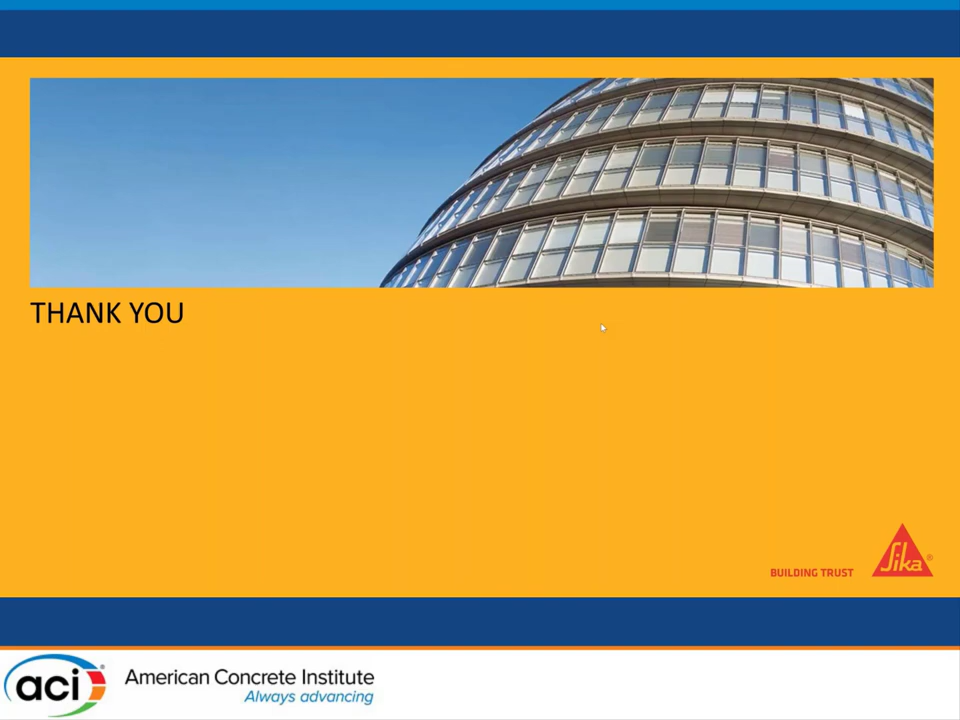 THANK YOU
BUILDING TRUST
Sika®
aci®
American Concrete Institute
Always advancing